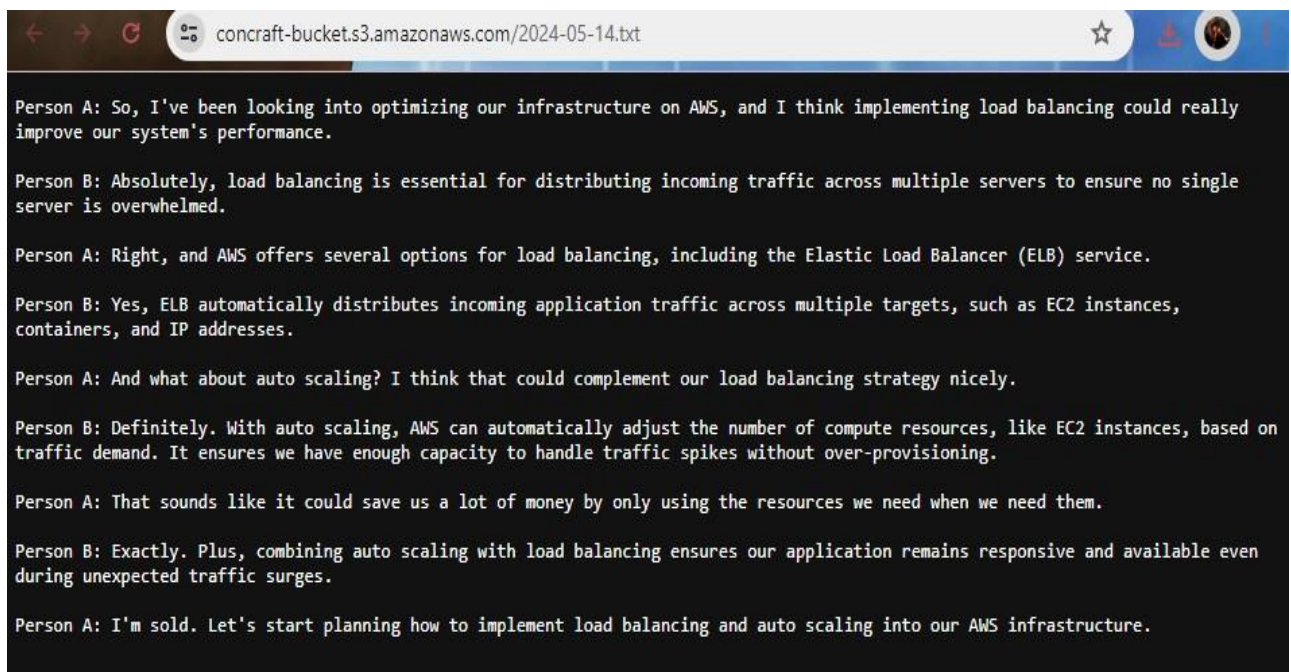 concraft-bucket.s3.amazonaws.com/2024-05-14.txt
Person A: So, I've been looking into optimizing our infrastructure on AWS, and I think implementing load balancing could really
improve our system's performance.
Person B: Absolutely, load balancing is essential for distributing incoming traffic across multiple servers to ensure no single
server is overwhelmed.
Person A: Right, and AWS offers several options for load balancing, including the Elastic Load Balancer (ELB) service.
Person B: Yes, ELB automatically distributes incoming application traffic across multiple targets, such as EC2 instances,
containers, and IP addresses.
Person A: And what about auto scaling? I think that could complement our load balancing strategy nicely.
Person B: Definitely. With auto scaling, AWS can automatically adjust the number of compute resources, like EC2 instances, based on
traffic demand. It ensures we have enough capacity to handle traffic spikes without over-provisioning.
Person A: That sounds like it could save us a lot of money by only using the resources we need when we need them.
Person B: Exactly. Plus, combining auto scaling with load balancing ensures our application remains responsive and available even
during unexpected traffic surges.
Person A: I'm sold. Let's start planning how to implement load balancing and auto scaling into our AWS infrastructure.